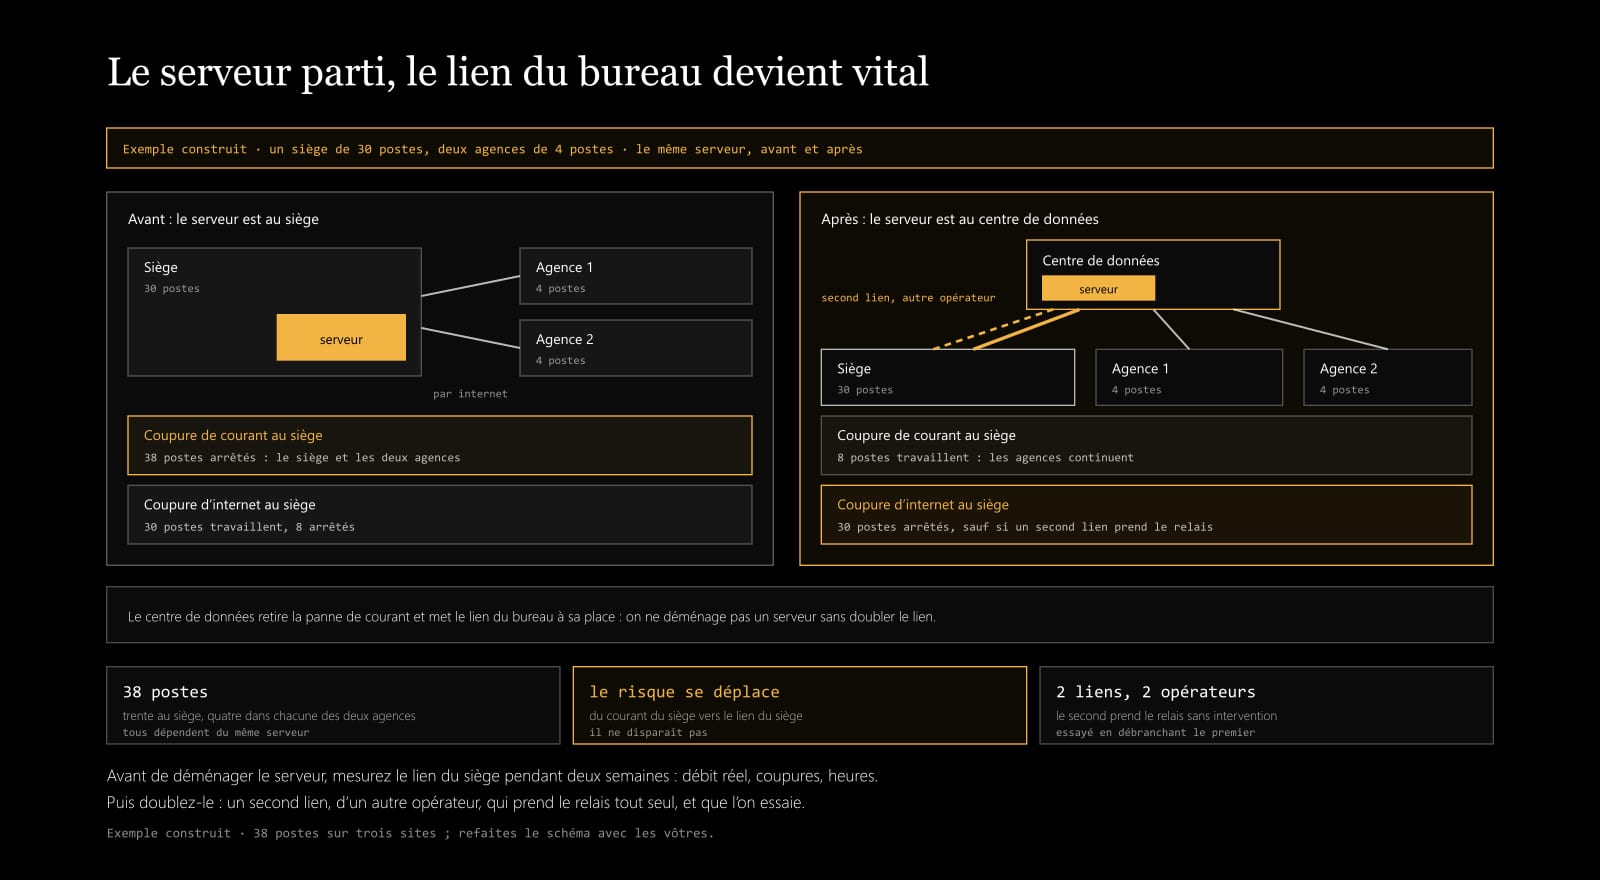 Le serveur parti, le lien du bureau devient vital
Exemple construit · un siège de 30 postes, deux agences de 4 postes · le même serveur, avant et après
Avant : le serveur est au siège
Siège
30 postes
serveur
Agence 1
4 postes
Agence 2
4 postes
par internet
Coupure de courant au siège
38 postes arrêtés : le siège et les deux agences
Coupure d’internet au siège
30 postes travaillent, 8 arrêtés
Après : le serveur est au centre de données
Centre de données
serveur
second lien, autre opérateur
Siège
30 postes
Agence 1
4 postes
Agence 2
4 postes
Coupure de courant au siège
8 postes travaillent : les agences continuent
Coupure d’internet au siège
30 postes arrêtés, sauf si un second lien prend le relais
Le centre de données retire la panne de courant et met le lien du bureau à sa place : on ne déménage pas un serveur sans doubler le lien.
38 postes
trente au siège, quatre dans chacune des deux agences
tous dépendent du même serveur
le risque se déplace
du courant du siège vers le lien du siège
il ne disparaît pas
2 liens, 2 opérateurs
le second prend le relais sans intervention
essayé en débranchant le premier
Avant de déménager le serveur, mesurez le lien du siège pendant deux semaines : débit réel, coupures, heures.
Puis doublez-le : un second lien, d’un autre opérateur, qui prend le relais tout seul, et que l’on essaie.
Exemple construit · 38 postes sur trois sites ; refaites le schéma avec les vôtres.